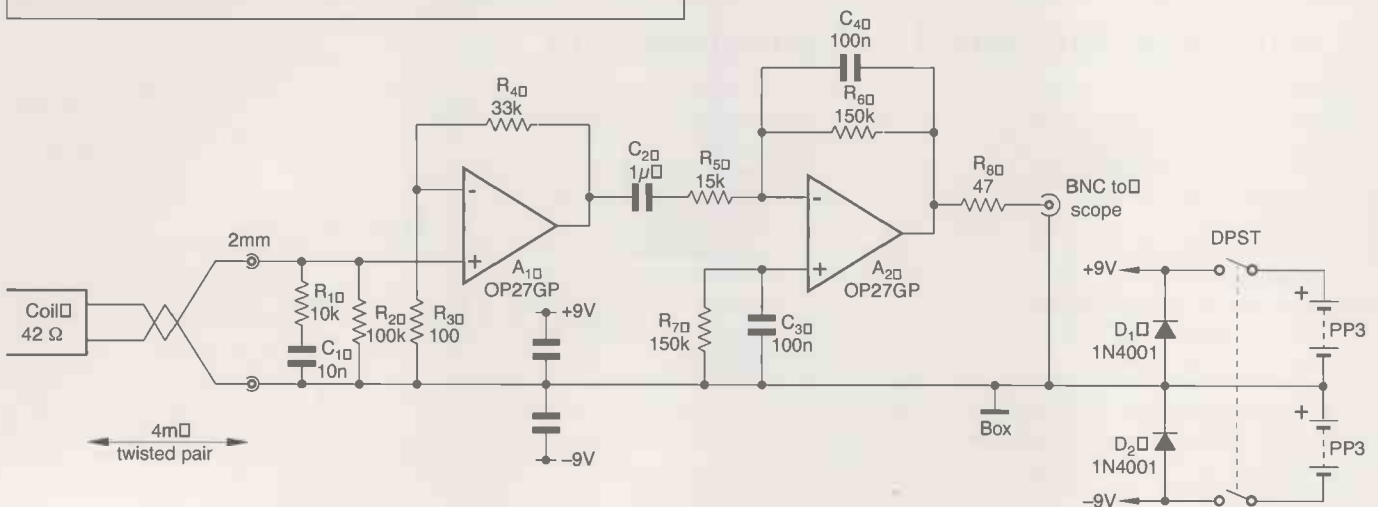 C4□
100n
R6□
150k
R4□
33k
C2□
1µ□
R5□
15k
-
+
A1□
OP27GP
-
+
A2□
OP27GP
R8□
47
BNC to□
scope
2mm
Coil□
42 Ω
R1□
10k
C1□
10n
R2□
100k
R3□
100
+9V
-9V
R7□
150k
C3□
100n
Box
4m□
twisted pair
DPST
+9V
D1□
1N4001
+
PP3
D2□
1N4001
+
PP3
-9V